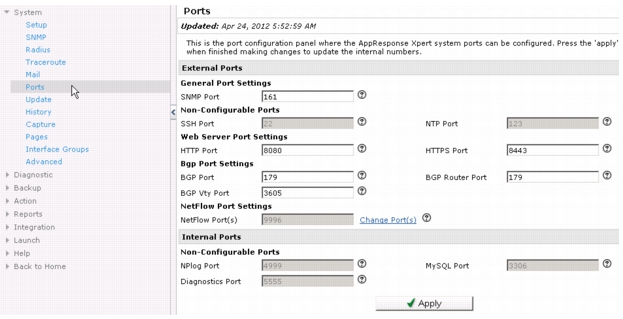 System
Setup
SNMP
Radius
Traceroute
Mail
Ports
Update
History
Capture
Pages
Interface Groups
Advanced
Diagnostic
Backup
Action
Reports
Integration
Launch
Help
Back to Home
Ports
Updated: Apr 24, 2012 5:52:59 AM
This is the port configuration panel where the AppResponse Xpert system ports can be configured. Press the 'apply'
when finished making changes to update the internal numbers.
External Ports
General Port Settings
SNMP Port 161
Non-Configurable Ports
SSH Port 22 NTP Port 123
Web Server Port Settings
HTTP Port 8080 HTTPS Port 8443
Bgp Port Settings
BGP Port 179 BGP Router Port 179
BGP Vty Port 3605
NetFlow Port Settings
NetFlow Port(s) 9996 Change Port(s)
Internal Ports
Non-Configurable Ports
NPlog Port 4999 MySQL Port 3306
Diagnostics Port 5555
Apply